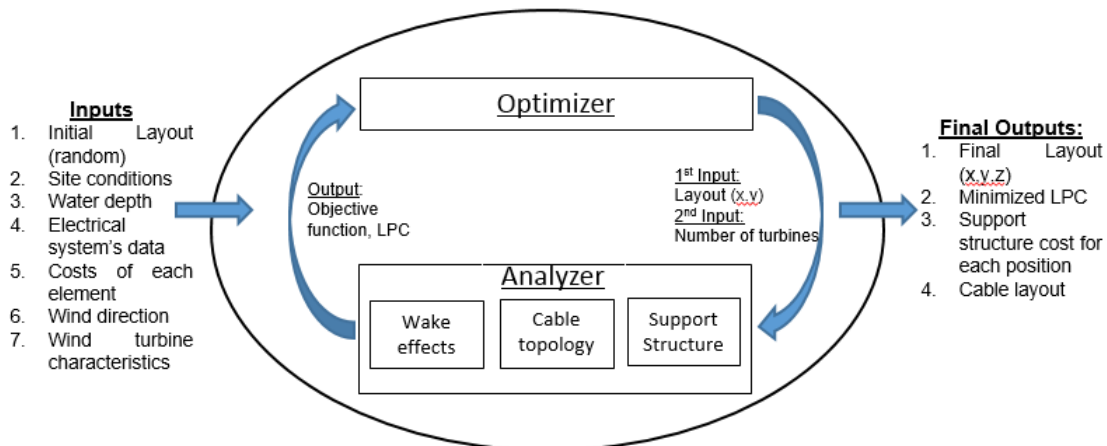 Inputs
1. Initial Layout
(random)
2. Site conditions
3. Water depth
4. Electrical
system's data
5. Costs of each
element
6. Wind direction
7. Wind turbine
characteristics
Optimizer
Output:
Objective
function, LPC
1st Input:
Layout (x,y)
2nd Input:
Number of turbines
Analyzer
Wake
effects
Cable
topology
Support
Structure
Final Outputs:
1. Final Layout
(x,y,z)
2. Minimized LPC
3. Support
structure cost for
each position
4. Cable layout